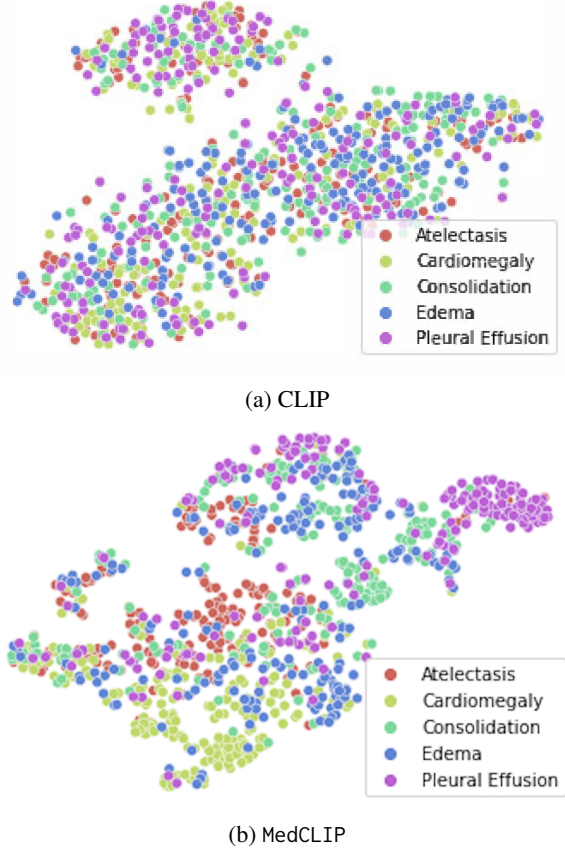 Atelectasis
Cardiomegaly
Consolidation
Edema
Pleural Effusion
(a) CLIP
Atelectasis
Cardiomegaly
Consolidation
Edema
Pleural Effusion
(b) MedCLIP